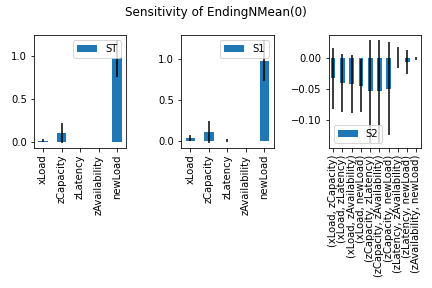 Sensitivity of EndingNMean(0)
ST
1.0
0.5
0.0
xLoad
zCapacity
zLatency
zAvailability
newLoad
S1
1.0
0.5
0.0
xLoad
zCapacity
zLatency
zAvailability
newLoad
0.00
−0.05
−0.10
S2
(xLoad, zCapacity)
(xLoad, zLatency)
(xLoad, zAvailability)
(xLoad, newLoad)
(zCapacity, zLatency)
(zCapacity, zAvailability)
(zCapacity, newLoad)
(zLatency, zAvailability)
(zLatency, newLoad)
(zAvailability, newLoad)